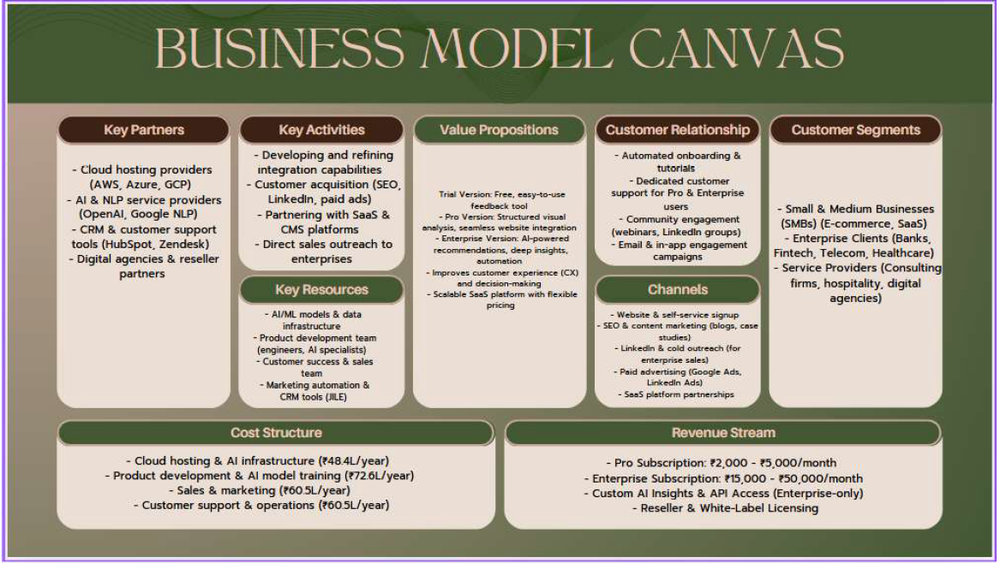 BUSINESS MODEL CANVAS
Key Partners
- Cloud hosting providers
(AWS, Azure, GCP)
- AI & NLP service providers
(OpenAI, Google NLP)
- CRM & customer support
tools (HubSpot, Zendesk)
- Digital agencies & reseller
partners
Key Activities
- Developing and refining
integration capabilities
- Customer acquisition (SEO,
LinkedIn, paid ads)
- Partnering with SaaS &
CMS platforms
- Direct sales outreach to
enterprises
Key Resources
- AI/ML models & data
infrastructure
- Product development team
(engineers, AI specialists)
- Customer success & sales
team
- Marketing automation &
CRM tools (JILE)
Value Propositions
Trial Version: Free, easy-to-use
feedback tool
- Pro Version: Structured visual
analysis, seamless website integration
- Enterprise Version: AI-powered
recommendations, deep insights,
automation
- Improves customer experience (CX)
and decision-making
- Scalable SaaS platform with flexible
pricing
Customer Relationship
- Automated onboarding &
tutorials
- Dedicated customer
support for Pro & Enterprise
users
- Community engagement
(webinars, LinkedIn groups)
- Email & in-app engagement
campaigns
Channels
- Website & self-service signup
- SEO & content marketing (blogs, case
studies)
- LinkedIn & cold outreach (for
enterprise sales)
- Paid advertising (Google Ads,
LinkedIn Ads)
- SaaS platform partnerships
Customer Segments
- Small & Medium Businesses
(SMBs) (E-commerce, SaaS)
- Enterprise Clients (Banks,
Fintech, Telecom, Healthcare)
- Service Providers (Consulting
firms, hospitality, digital
agencies)
Cost Structure
- Cloud hosting & AI infrastructure (₹48.4L/year)
- Product development & AI model training (₹72.6L/year)
- Sales & marketing (₹60.5L/year)
- Customer support & operations (₹60.5L/year)
Revenue Stream
- Pro Subscription: ₹2,000 - ₹5,000/month
- Enterprise Subscription: ₹15,000 - ₹50,000/month
- Custom AI Insights & API Access (Enterprise-only)
- Reseller & White-Label Licensing